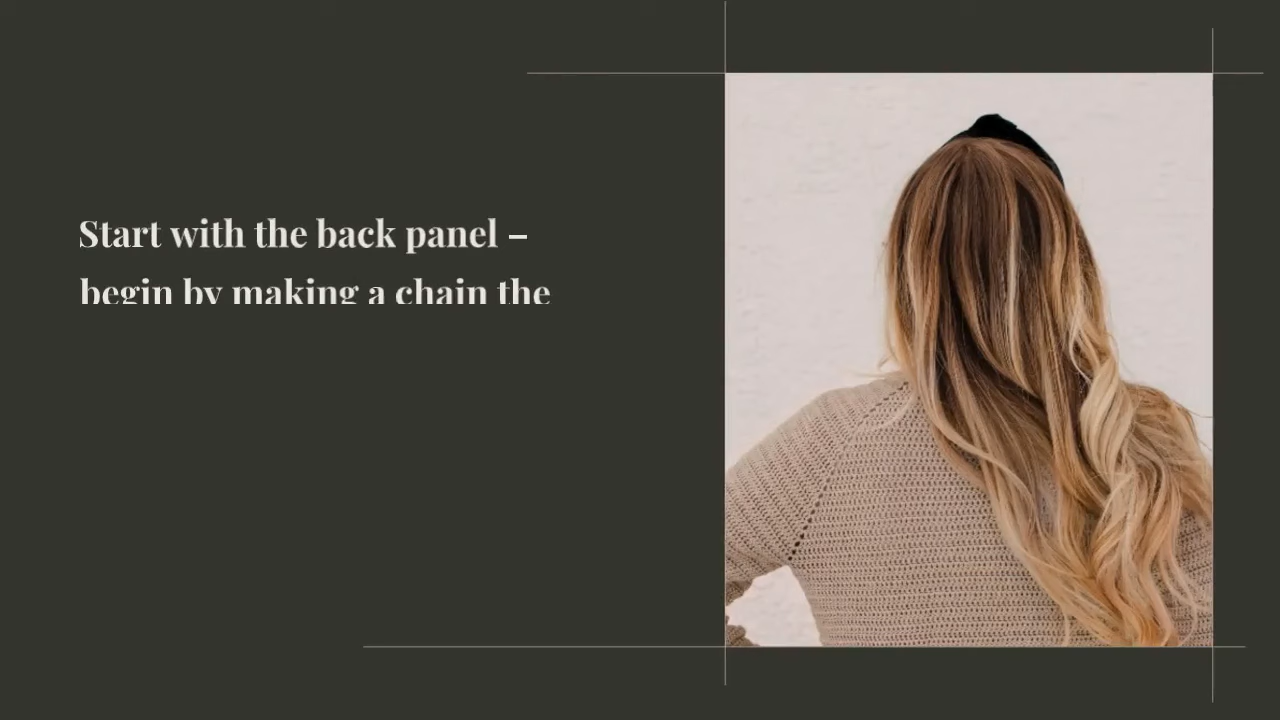 Start with the back panel –
begin by making a chain the